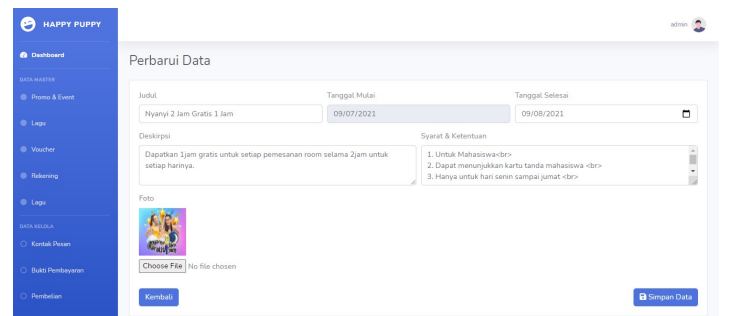 HAPPY PUPPY
admin
Dashboard
Perbarui Data
DATA MASTER
Promo & Event
Lagu
Voucher
Rekening
Lagu
DATA KELOLA
Kontak Pesan
Bukti Pembayaran
Pembelian
Judul
Tanggal Mulai
Tanggal Selesai
Nyanyi 2 Jam Gratis 1 Jam
09/07/2021
09/08/2021
Deskirpsi
Syarat & Ketentuan
Dapatkan 1jam gratis untuk setiap pemesanan room selama 2jam untuk
setiap harinya.
1. Untuk Mahasiswa<br>
2. Dapat menunjukkan kartu tanda mahasiswa <br>
3. Hanya untuk hari senin sampai jumat <br>
Foto
Choose File No file chosen
Kembali
Simpan Data